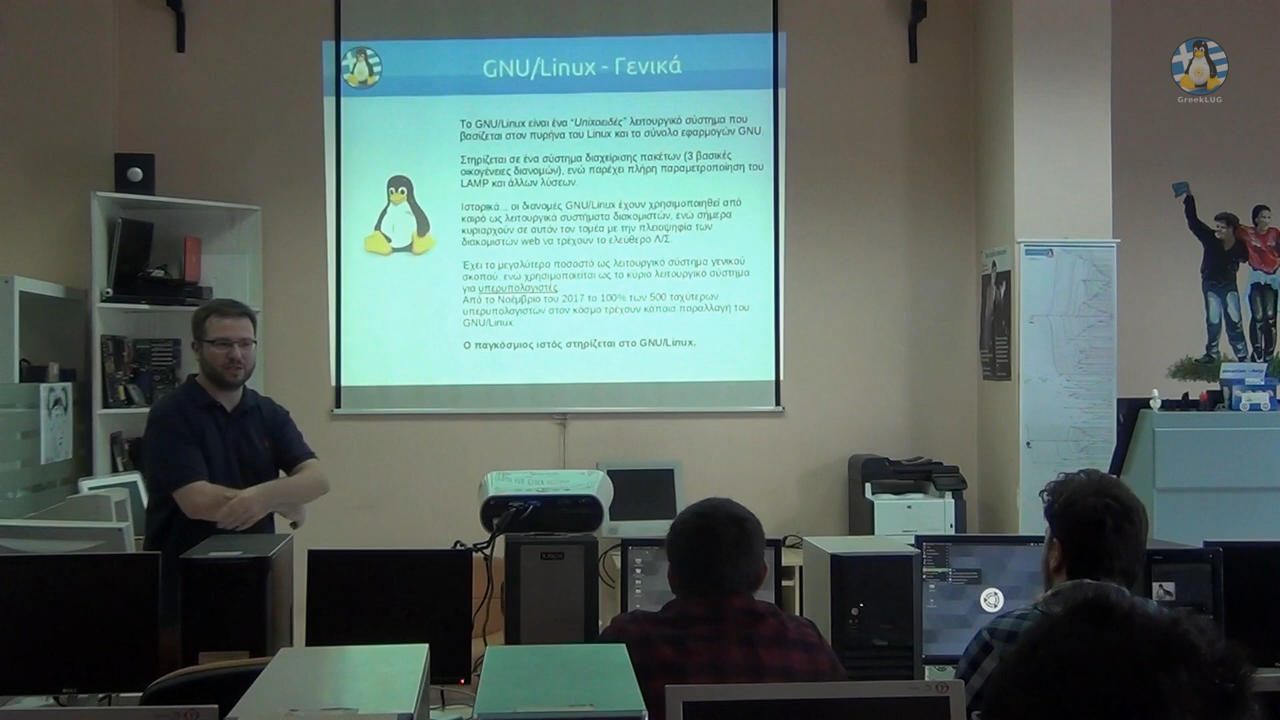 GNU/Linux - Γενικά
GreekLUG
Το GNU/Linux είναι ένα "Unixοειδές" λειτουργικό σύστημα που
βασίζεται στον πυρήνα του Linux και το σύνολο εφαρμογών GNU.
Στηρίζεται σε ένα σύστημα διαχείρισης πακέτων (3 βασικές
οικογένειες διανομών), ενώ παρέχει πλήρη παραμετροποίηση του
LAMP και άλλων λύσεων.
Ιστορικά... οι διανομές GNU/Linux έχουν χρησιμοποιηθεί από
καιρό ως λειτουργικά συστήματα διακομιστών, ενώ σήμερα
κυριαρχούν σε αυτόν τον τομέα με την πλειοψηφία των
διακομιστών web να τρέχουν το ελεύθερο Λ/Σ.
Έχει το μεγαλύτερο ποσοστό ως λειτουργικό σύστημα γενικού
σκοπού, ενώ χρησιμοποιείται ως το κύριο λειτουργικό σύστημα
για υπερυπολογιστές
Από το Νοέμβριο του 2017 το 100% των 500 ταχύτερων
υπερυπολογιστών στον κόσμο τρέχουν κάποια παραλλαγή του
GNU/Linux.
Ο παγκόσμιος ιστός στηρίζεται στο GNU/Linux.
DELL